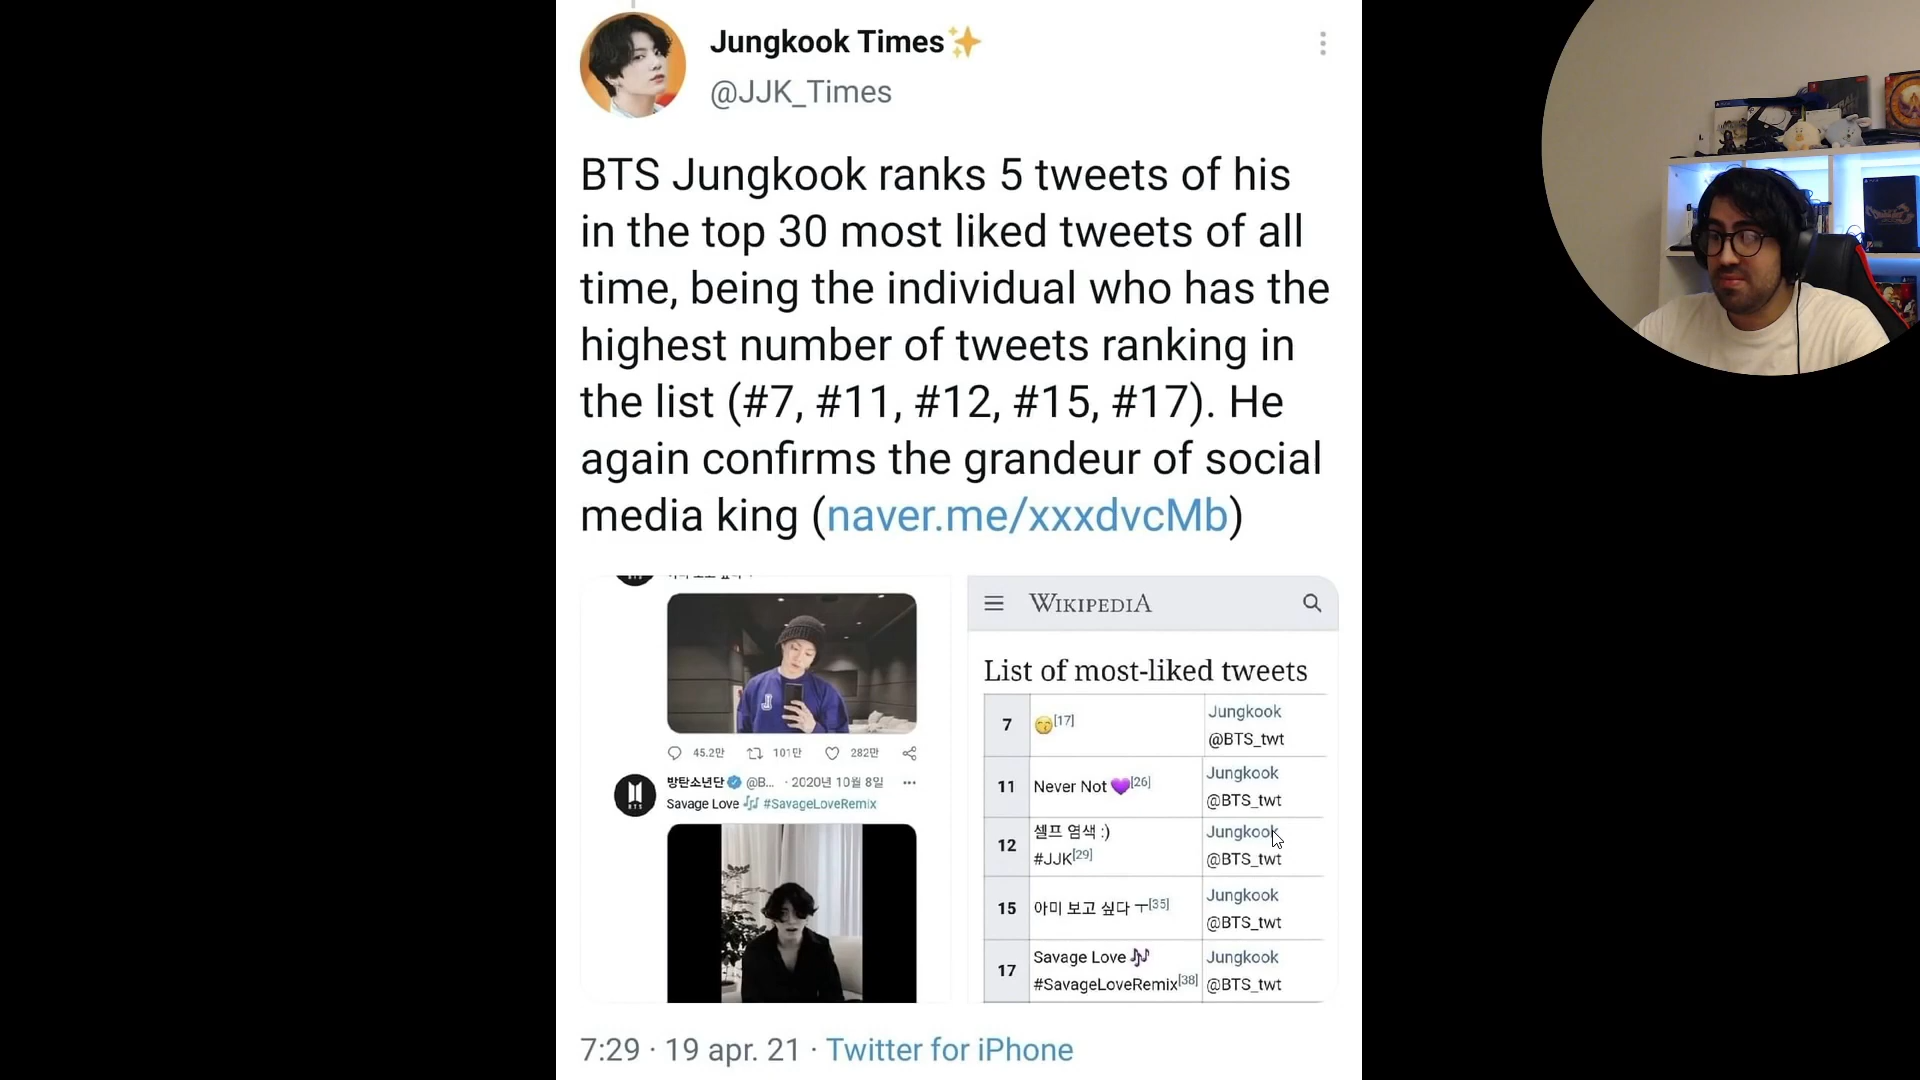 Jungkook Times✨
@JJK_Times
BTS Jungkook ranks 5 tweets of his
in the top 30 most liked tweets of all
time, being the individual who has the
highest number of tweets ranking in
the list (#7, #11, #12, #15, #17). He
again confirms the grandeur of social
media king (naver.me/xxxdvcMb)
45.2만 101만 282만
방탄소년단 @B... · 2020년 10월 8일
Savage Love 🎶 #SavageLoveRemix
BTS
WIKIPEDIA
List of most-liked tweets
7 😙[17] Jungkook
@BTS_twt
11 Never Not 💜[26] Jungkook
@BTS_twt
12 셀프 염색 :) Jungkook
#JJK[29] @BTS_twt
15 아미 보고 싶다 ㅜ[35] Jungkook
@BTS_twt
17 Savage Love 🎶 Jungkook
#SavageLoveRemix[38] @BTS_twt
7:29 · 19 apr. 21 · Twitter for iPhone